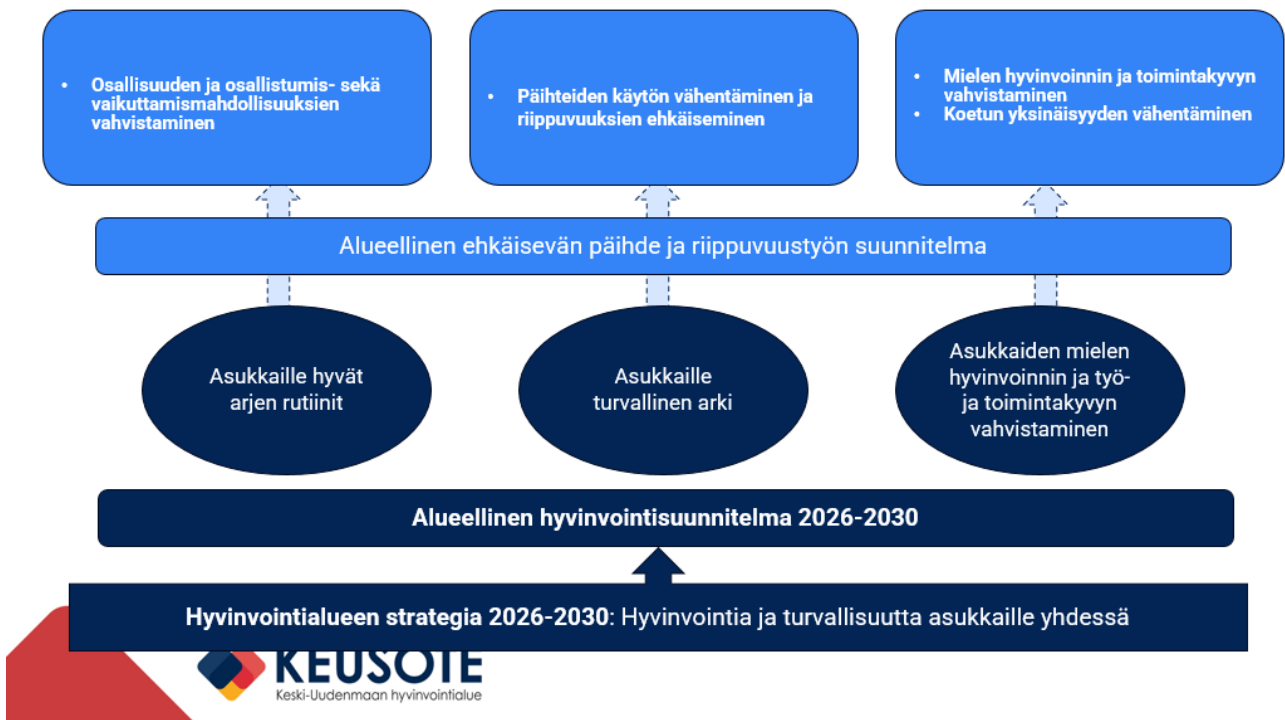 • Osallisuuden ja osallistumis- sekä
vaikuttamismahdollisuuksien
vahvistaminen
• Päihteiden käytön vähentäminen ja
riippuvuuksien ehkäiseminen
• Mielen hyvinvoinnin ja toimintakyvyn
vahvistaminen
• Koetun yksinäisyyden vähentäminen
Alueellinen ehkäisevän päihde ja riippuvuustyön suunnitelma
Asukkaille hyvät
arjen rutiinit
Asukkaille
turvallinen arki
Asukkaiden mielen
hyvinvoinnin ja työ-
ja toimintakyvyn
vahvistaminen
Alueellinen hyvinvointisuunnitelma 2026-2030
Hyvinvointialueen strategia 2026-2030: Hyvinvointia ja turvallisuutta asukkaille yhdessä
KEUSOTE
Keski-Uudenmaan hyvinvointialue